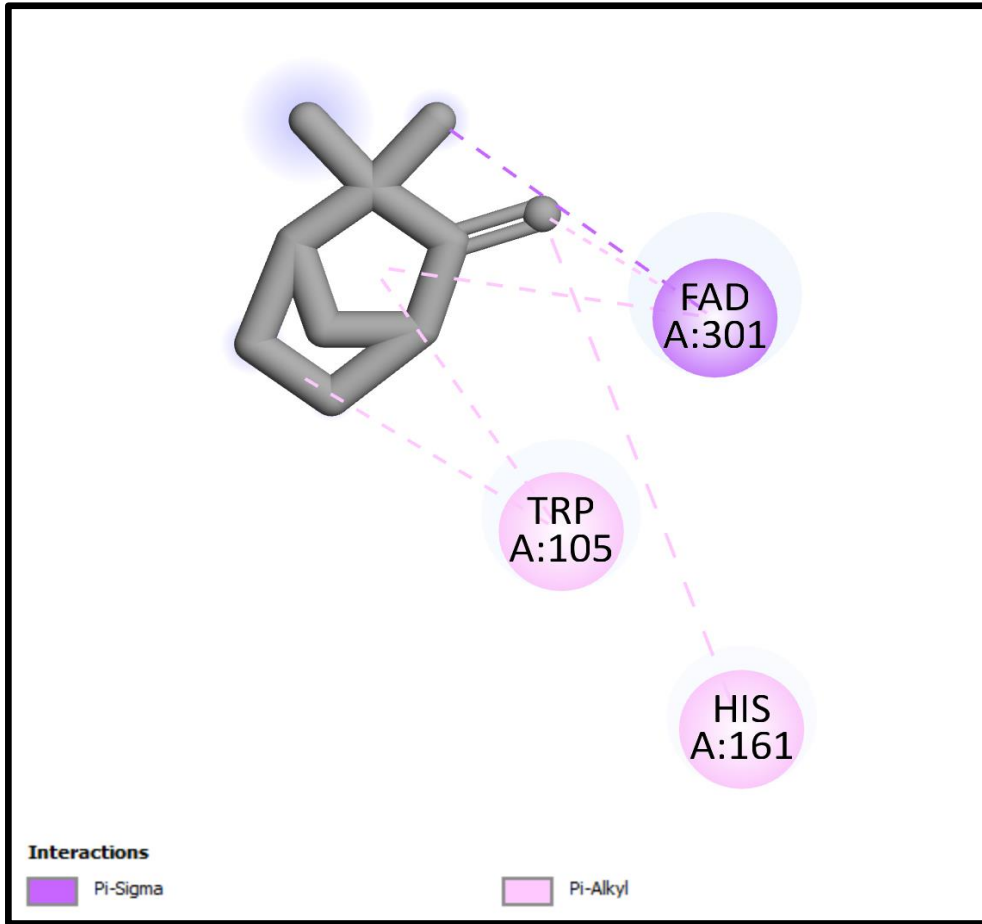 FAD
A:301
TRP
A:105
HIS
A:161
Interactions
Pi-Sigma
Pi-Alkyl